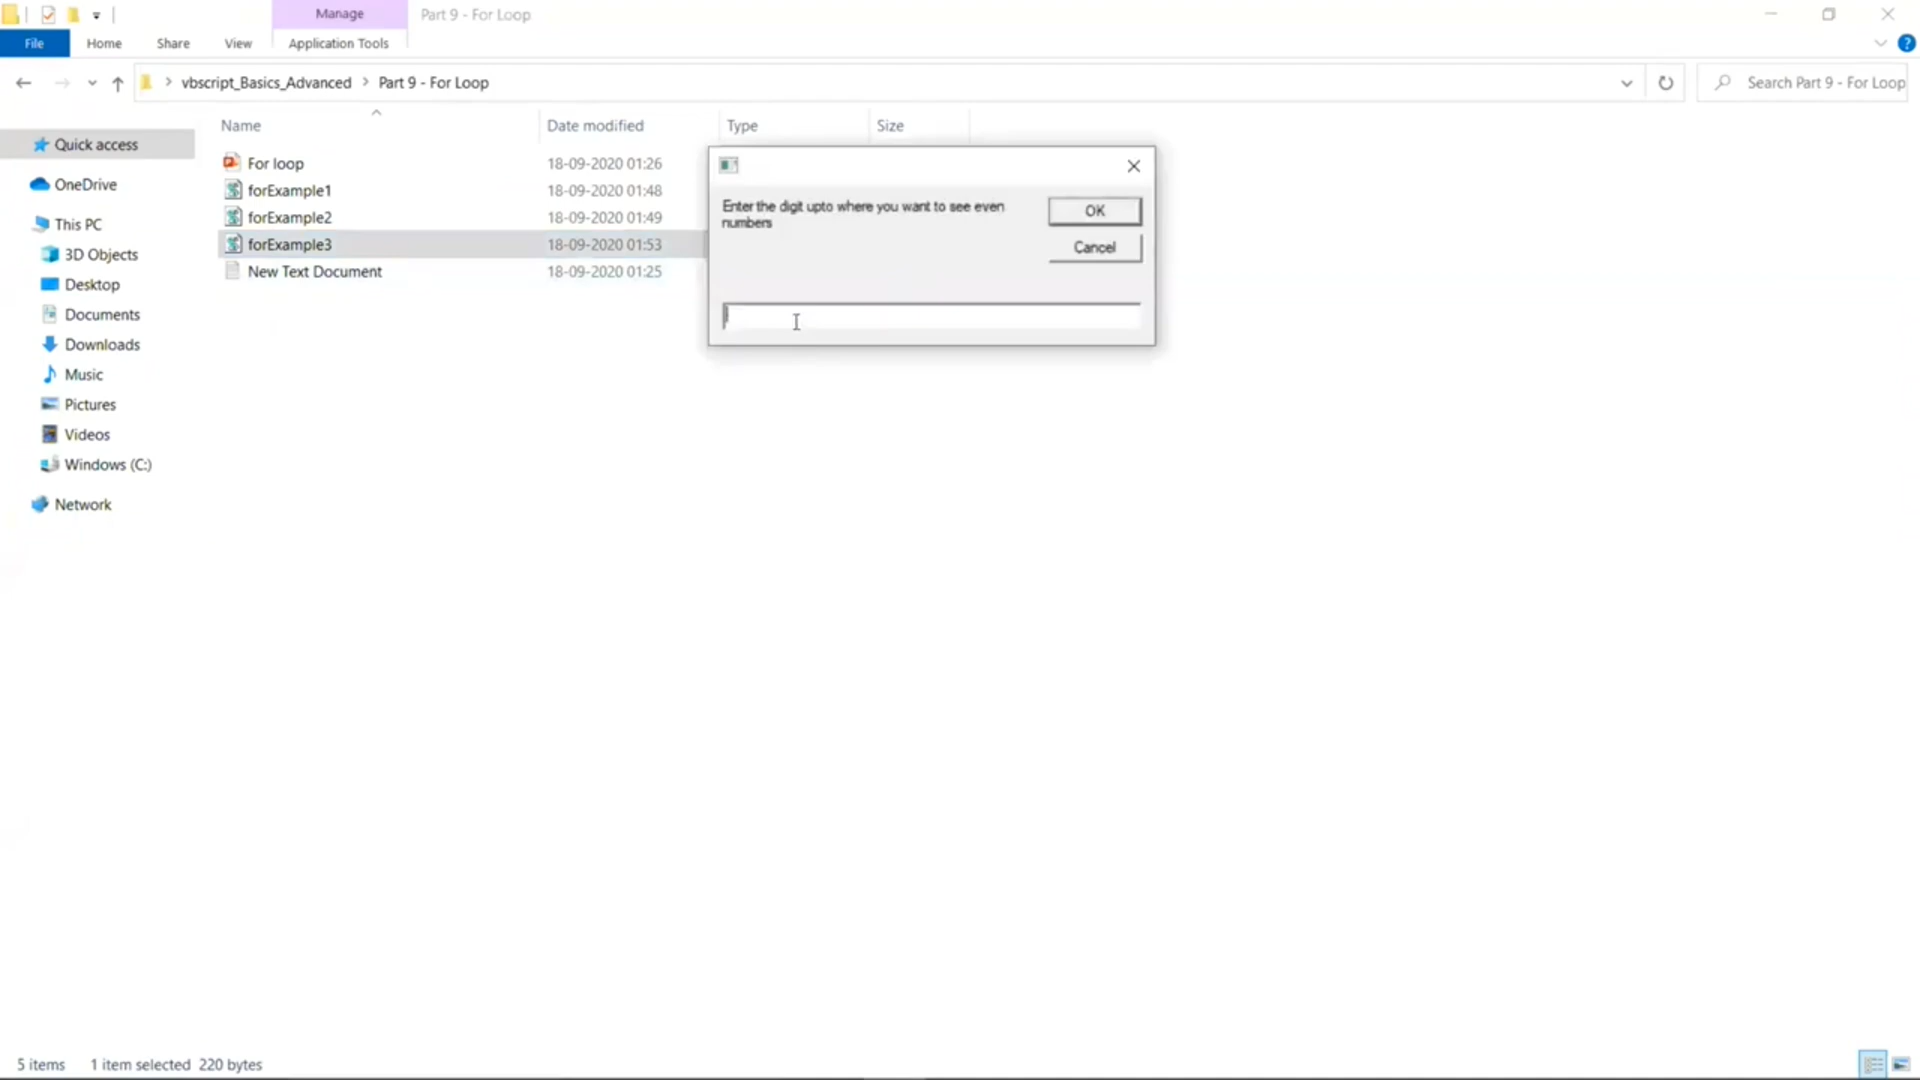 Manage
Part 9 - For Loop
File
Home
Share
View
Application Tools
vbscript_Basics_Advanced
Part 9 - For Loop
Search Part 9 - For Loop
Name
Date modified
Type
Size
Quick access
OneDrive
This PC
3D Objects
Desktop
Documents
Downloads
Music
Pictures
Videos
Windows (C:)
Network
For loop 18-09-2020 01:26
forExample1 18-09-2020 01:48
forExample2 18-09-2020 01:49
forExample3 18-09-2020 01:53
New Text Document 18-09-2020 01:25
Enter the digit upto where you want to see even
numbers
OK
Cancel
5 items 1 item selected 220 bytes